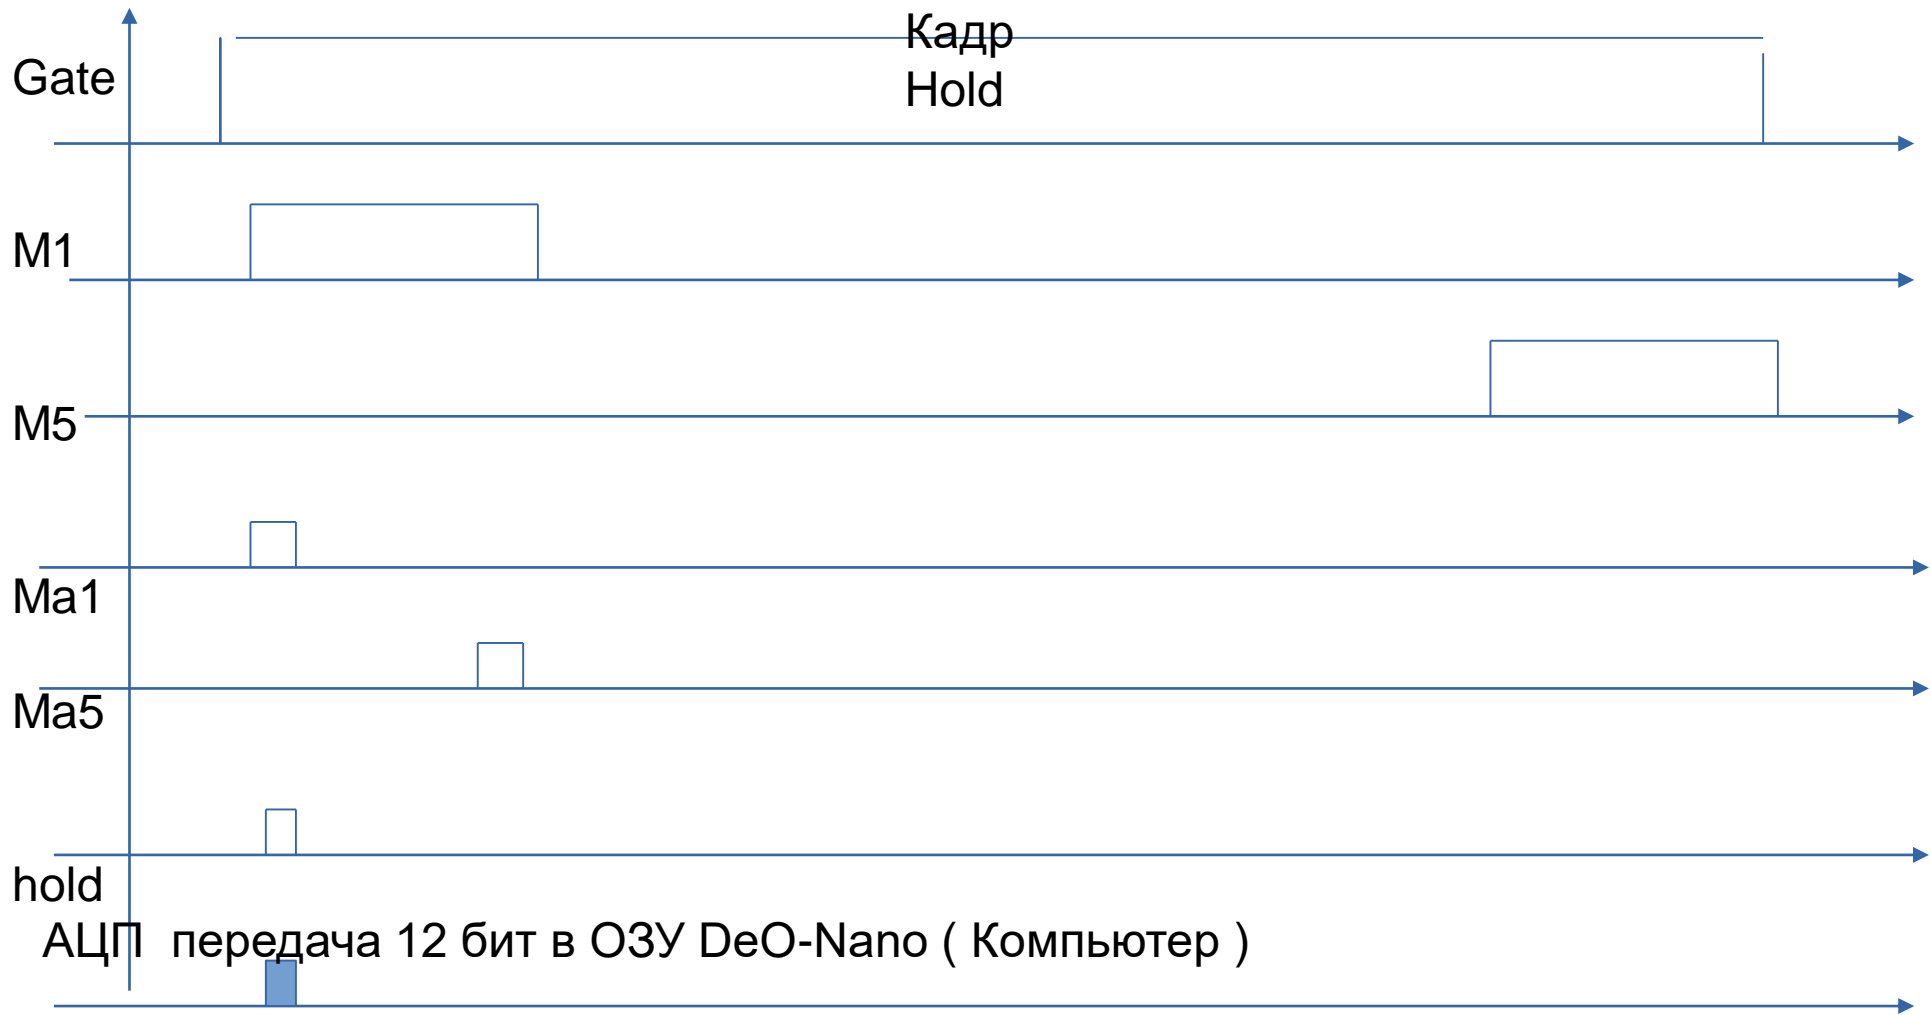 Кадр
Gate
Hold
M1
M5
Ma1
Ma5
hold
АЦП передача 12 бит в ОЗУ DeO-Nano ( Компьютер )